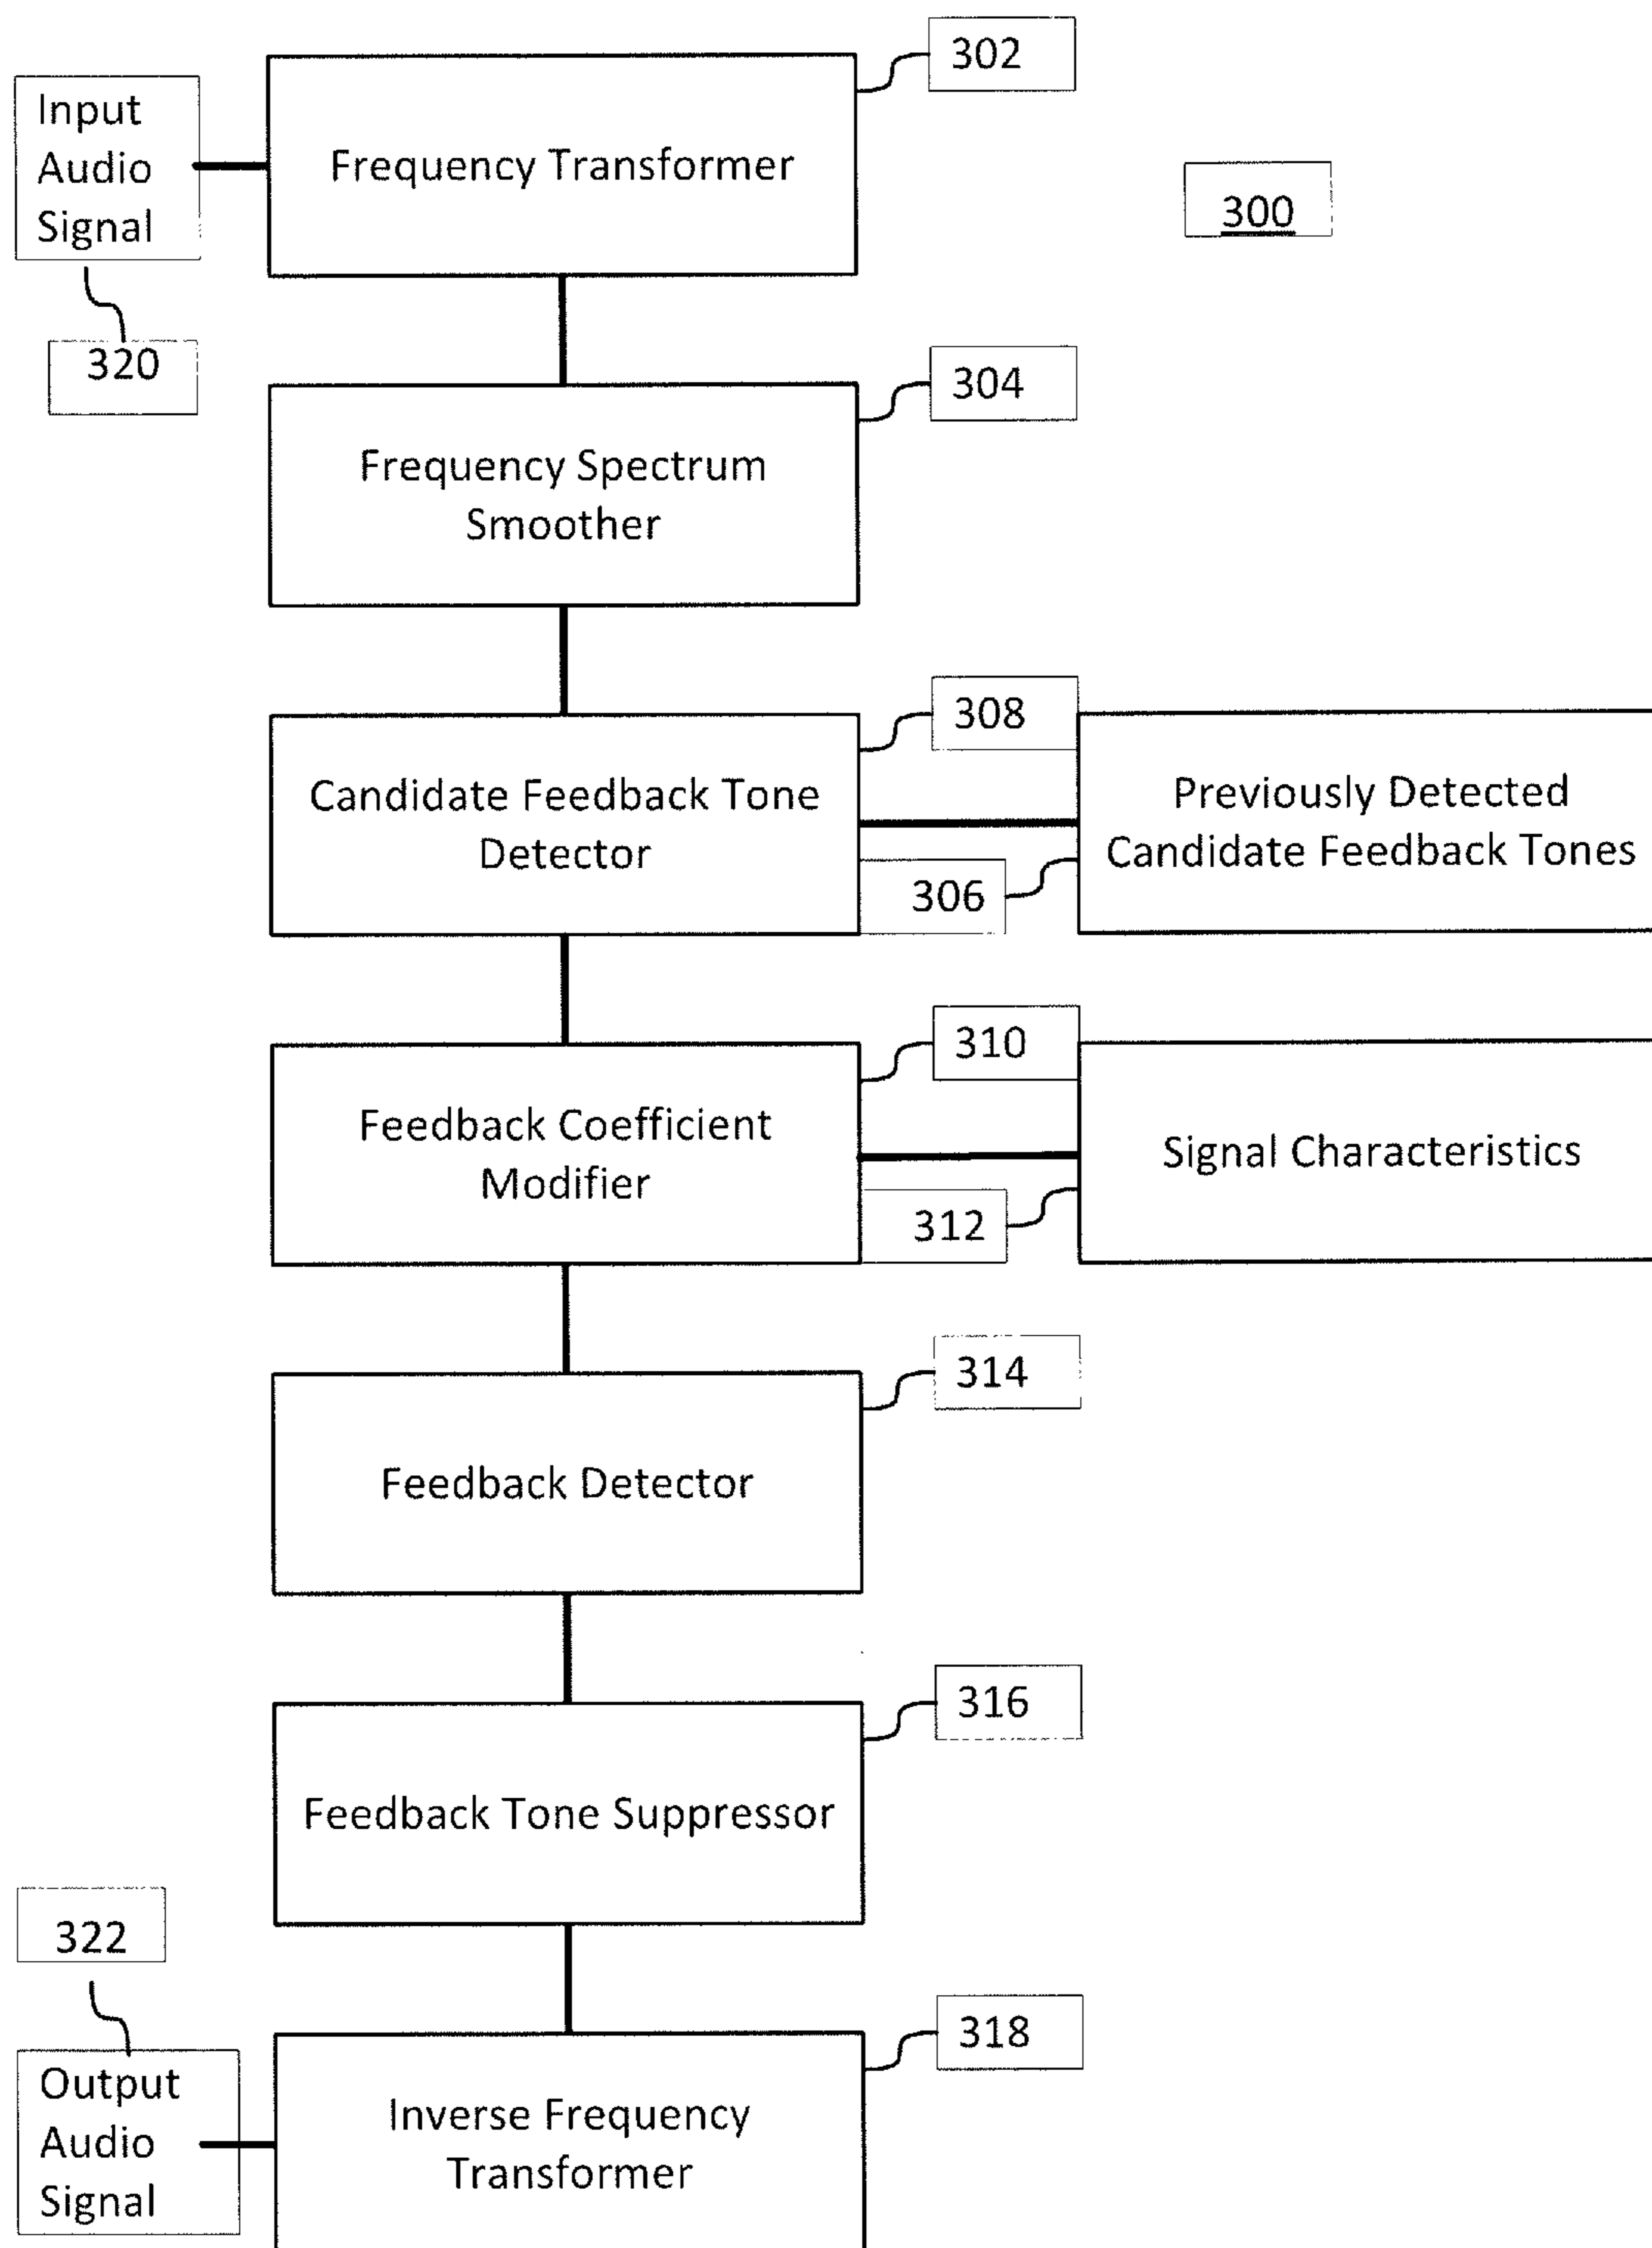 302
Input
Audio
Signal
Frequency Transformer
300
320
304
Frequency Spectrum
Smoother
308
Candidate Feedback Tone
Detector
Previously Detected
Candidate Feedback Tones
306
310
Feedback Coefficient
Modifier
Signal Characteristics
312
314
Feedback Detector
316
Feedback Tone Suppressor
322
318
Output
Audio
Signal
Inverse Frequency
Transformer